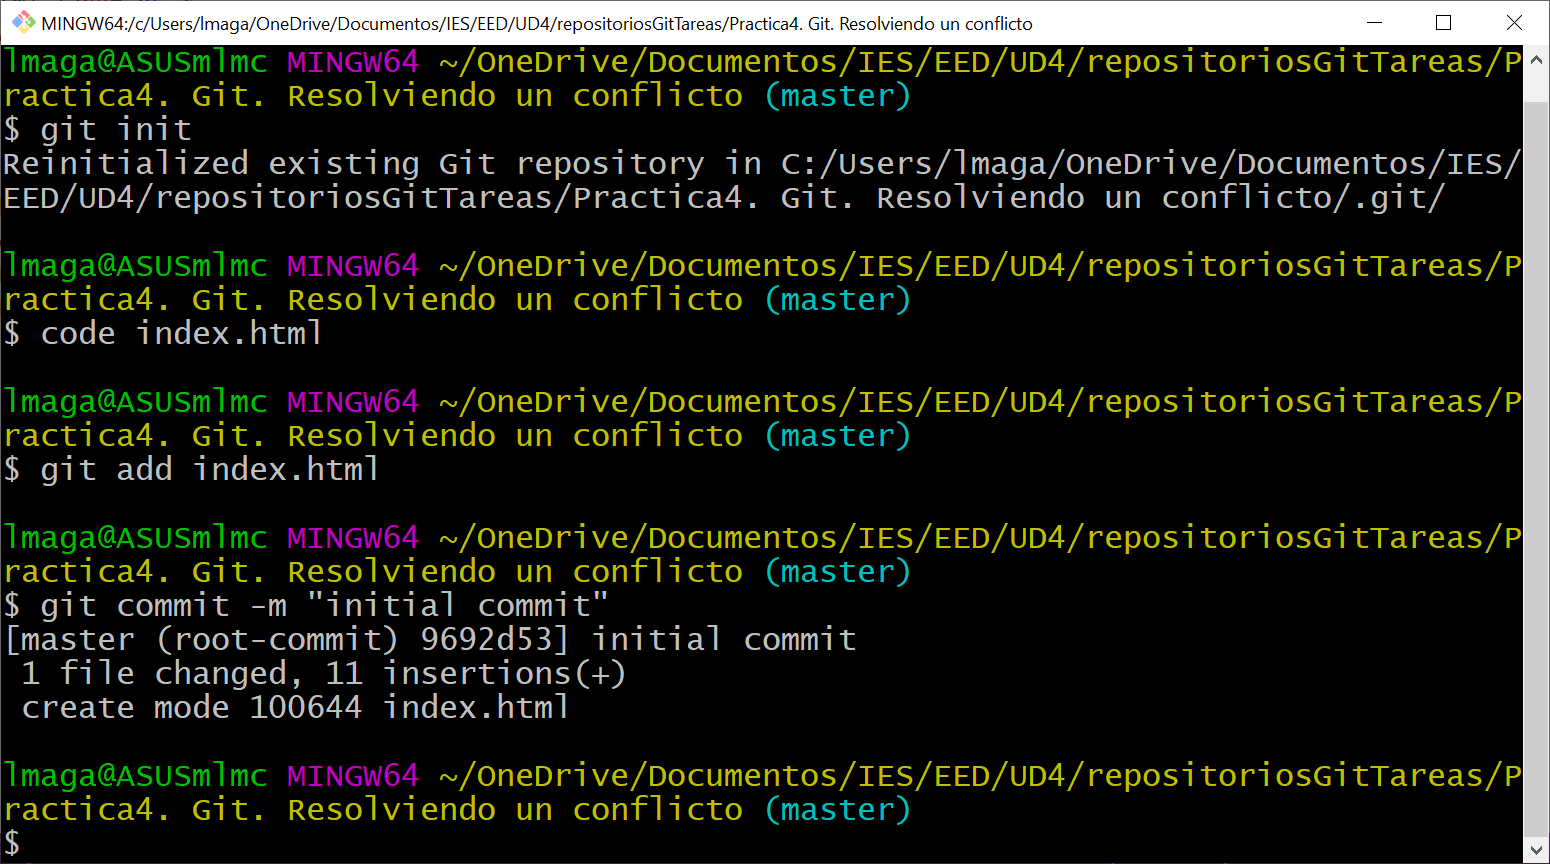 MINGW64:/c/Users/lmaga/OneDrive/Documentos/IES/EED/UD4/repositoriosGitTareas/Practica4. Git. Resolviendo un conflicto
lmaga@ASUSmlmc MINGW64 ~/OneDrive/Documentos/IES/EED/UD4/repositoriosGitTareas/P
ractica4. Git. Resolviendo un conflicto (master)
$ git init
Reinitialized existing Git repository in C:/Users/lmaga/OneDrive/Documentos/IES/
EED/UD4/repositoriosGitTareas/Practica4. Git. Resolviendo un conflicto/.git/
lmaga@ASUSmlmc MINGW64 ~/OneDrive/Documentos/IES/EED/UD4/repositoriosGitTareas/P
ractica4. Git. Resolviendo un conflicto (master)
$ code index.html
lmaga@ASUSmlmc MINGW64 ~/OneDrive/Documentos/IES/EED/UD4/repositoriosGitTareas/P
ractica4. Git. Resolviendo un conflicto (master)
$ git add index.html
lmaga@ASUSmlmc MINGW64 ~/OneDrive/Documentos/IES/EED/UD4/repositoriosGitTareas/P
ractica4. Git. Resolviendo un conflicto (master)
$ git commit -m "initial commit"
[master (root-commit) 9692d53] initial commit
 1 file changed, 11 insertions(+)
 create mode 100644 index.html
lmaga@ASUSmlmc MINGW64 ~/OneDrive/Documentos/IES/EED/UD4/repositoriosGitTareas/P
ractica4. Git. Resolviendo un conflicto (master)
$